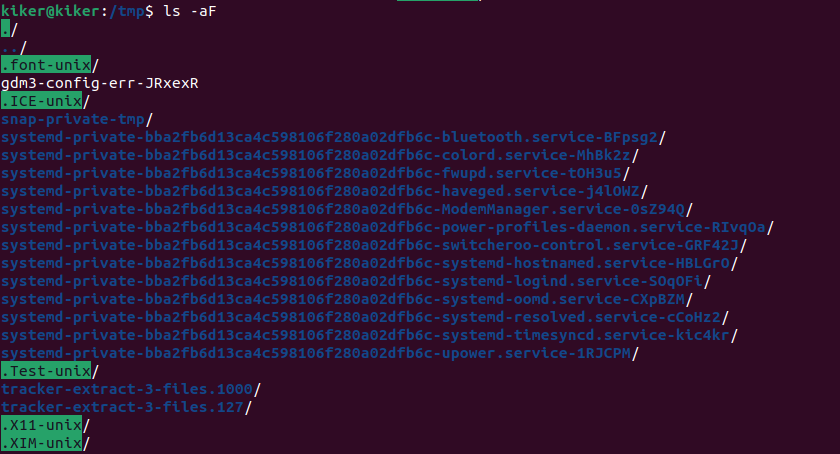 kiker@kiker:/tmp$ ls -aF
./
../
.font-unix/
gdm3-config-err-JRxexR
.ICE-unix/
snap-private-tmp/
systemd-private-bba2fb6d13ca4c598106f280a02dfb6c-bluetooth.service-BFpsg2/
systemd-private-bba2fb6d13ca4c598106f280a02dfb6c-colord.service-MhBk2z/
systemd-private-bba2fb6d13ca4c598106f280a02dfb6c-fwupd.service-tOH3u5/
systemd-private-bba2fb6d13ca4c598106f280a02dfb6c-haveged.service-j4lOWZ/
systemd-private-bba2fb6d13ca4c598106f280a02dfb6c-ModemManager.service-0sZ94Q/
systemd-private-bba2fb6d13ca4c598106f280a02dfb6c-power-profiles-daemon.service-RIvqOa/
systemd-private-bba2fb6d13ca4c598106f280a02dfb6c-switcheroo-control.service-GRF42J/
systemd-private-bba2fb6d13ca4c598106f280a02dfb6c-systemd-hostnamed.service-HBLGrO/
systemd-private-bba2fb6d13ca4c598106f280a02dfb6c-systemd-logind.service-SOqOFi/
systemd-private-bba2fb6d13ca4c598106f280a02dfb6c-systemd-oomd.service-CXpBZM/
systemd-private-bba2fb6d13ca4c598106f280a02dfb6c-systemd-resolved.service-cCoHz2/
systemd-private-bba2fb6d13ca4c598106f280a02dfb6c-systemd-timesyncd.service-kic4kr/
systemd-private-bba2fb6d13ca4c598106f280a02dfb6c-upower.service-1RJCPM/
.Test-unix/
tracker-extract-3-files.1000/
tracker-extract-3-files.127/
.X11-unix/
.XIM-unix/